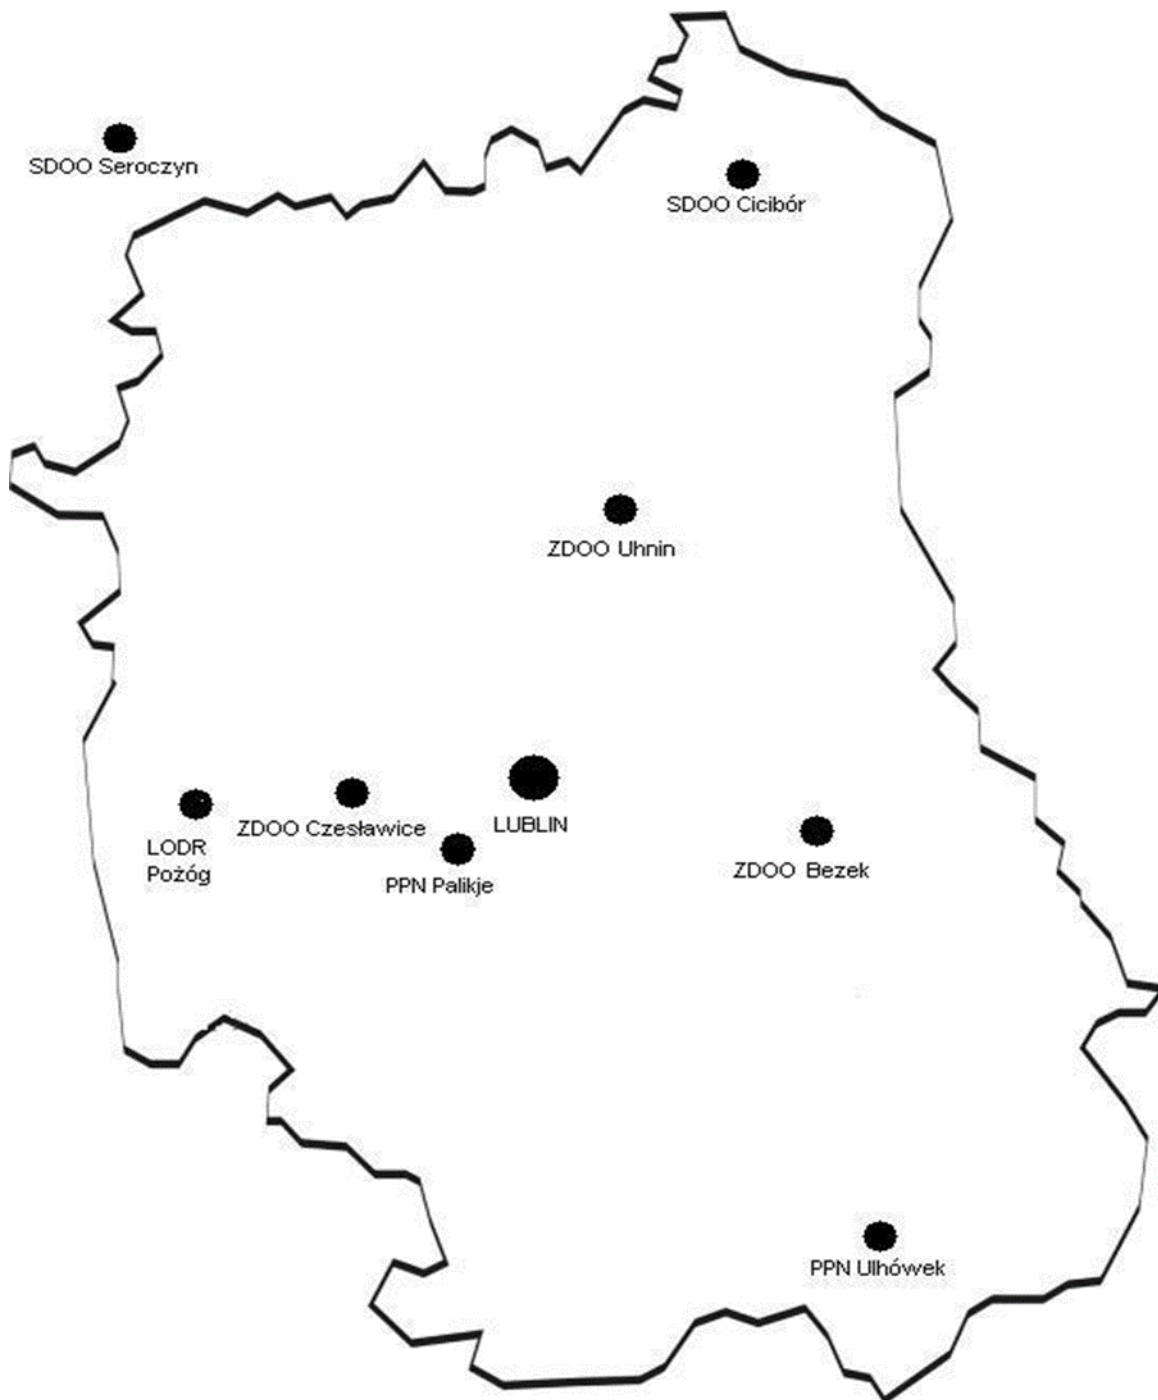 SDOO Seroczyn
SDOO Cicibór
ZDOO Uhnin
LUBLIN
ZDOO Czesławice
LODR
Pożóg
PPN Palikje
ZDOO Bezek
PPN Ulhówek